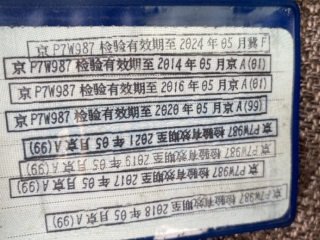 京 P7W987 检验有效期至 2024 年 05 月冀 F
京 P7W987 检验有效期至 2014 年 05 月京 A(01)
京 P7W987 检验有效期至 2016 年 05 月京 A(01)
京 P7W987 检验有效期至 2020 年 05 月京 A(99)
京 P7W987 检验有效期至 2021 年 05 月京 A(99)
京 P7W987 检验有效期至 2019 年 05 月京 A(99)
京 P7W987 检验有效期至 2017 年 05 月京 A
京 P7W987 检验有效期至 2018 年 05 月京 A(99)